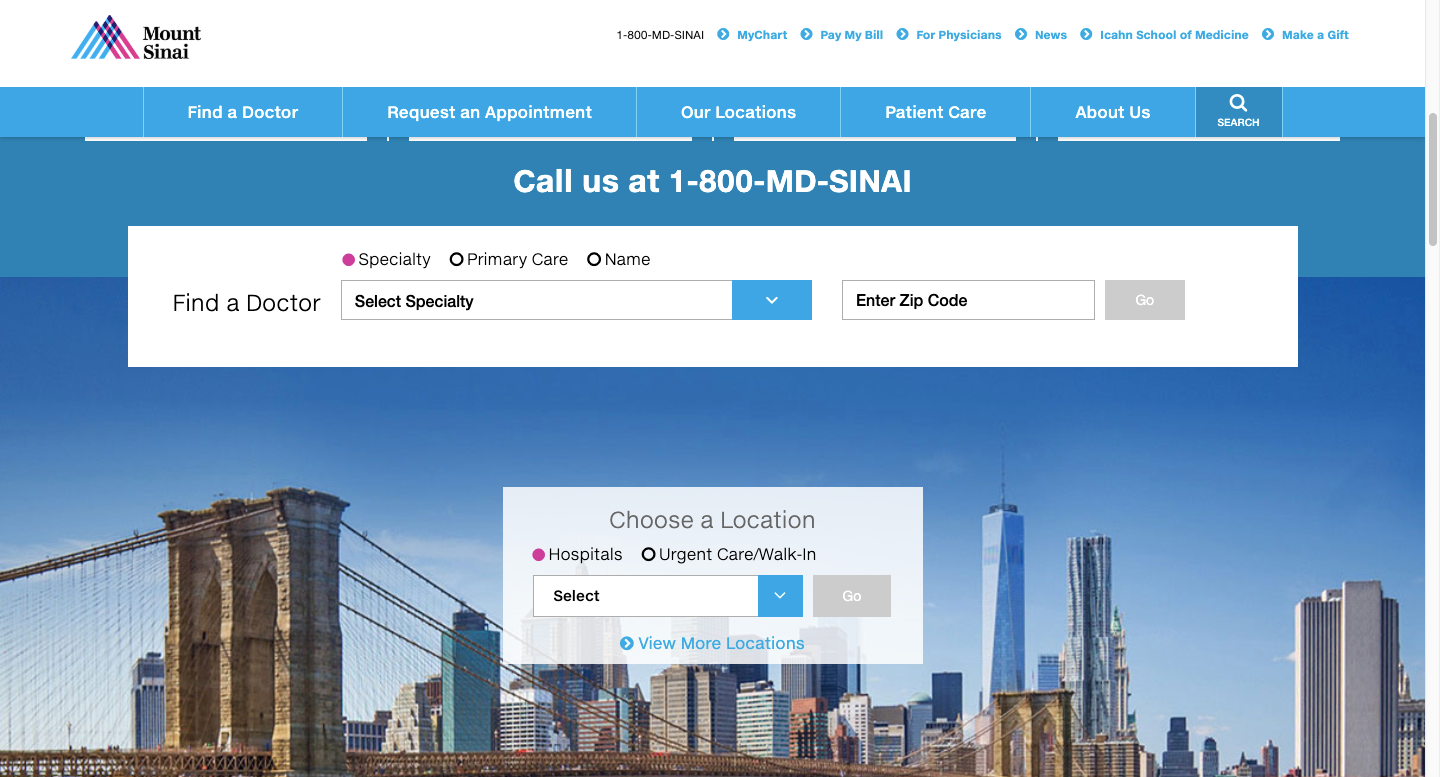 Mount
Sinai
1-800-MD-SINAI MyChart Pay My Bill For Physicians News Icahn School of Medicine Make a Gift
Find a Doctor Request an Appointment Our Locations Patient Care About Us SEARCH
Call us at 1-800-MD-SINAI
Specialty Primary Care Name
Find a Doctor Select Specialty Enter Zip Code Go
Choose a Location
Hospitals Urgent Care/Walk-In
Select Go
View More Locations